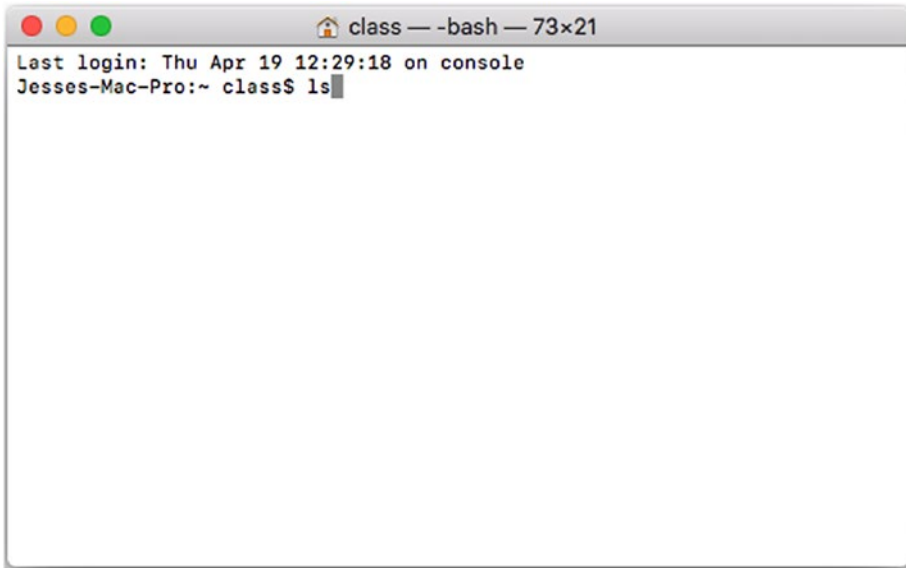 class — -bash — 73×21
Last login: Thu Apr 19 12:29:18 on console
Jesses-Mac-Pro:~ class$ ls